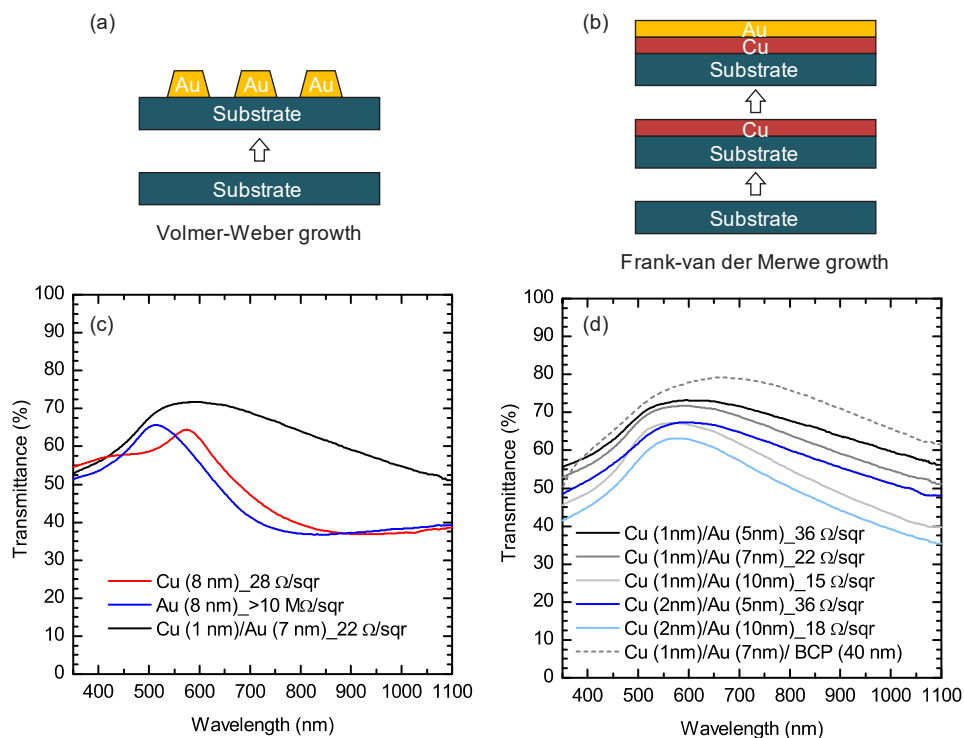 (a)
Au
Au
Au
Substrate
Substrate
Volmer-Weber growth
(b)
Au
Cu
Substrate
Cu
Substrate
Substrate
Frank-van der Merwe growth
(c)
100
90
80
70
60
50
40
30
20
10
0
Transmittance (%)
Cu (8 nm)_28 Ω/sqr
Au (8 nm)_>10 MΩ/sqr
Cu (1 nm)/Au (7 nm)_22 Ω/sqr
400 500 600 700 800 900 1000 1100
Wavelength (nm)
(d)
100
90
80
70
60
50
40
30
20
10
0
Transmittance (%)
Cu (1nm)/Au (5nm)_36 Ω/sqr
Cu (1nm)/Au (7nm)_22 Ω/sqr
Cu (1nm)/Au (10nm)_15 Ω/sqr
Cu (2nm)/Au (5nm)_36 Ω/sqr
Cu (2nm)/Au (10nm)_18 Ω/sqr
Cu (1nm)/Au (7nm)/ BCP (40 nm)
400 500 600 700 800 900 1000 1100
Wavelength (nm)